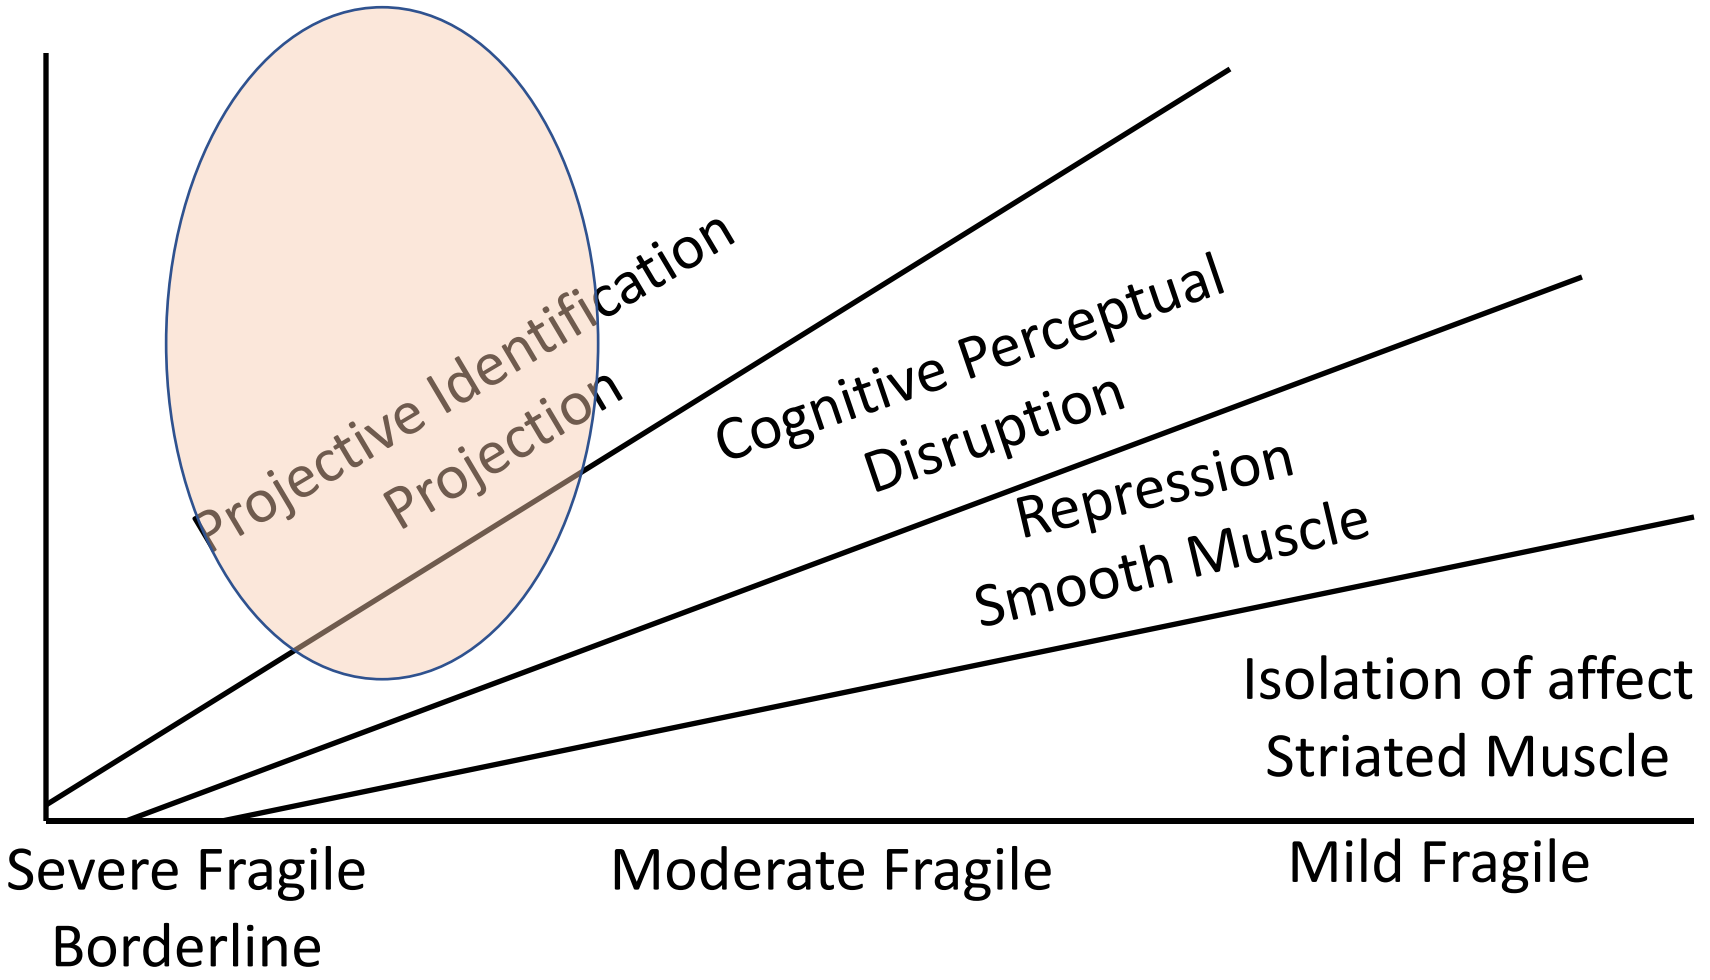 Projective Identification
Projection
Cognitive Perceptual
Disruption
Repression
Smooth Muscle
Isolation of affect
Striated Muscle
Severe Fragile
Borderline
Moderate Fragile
Mild Fragile